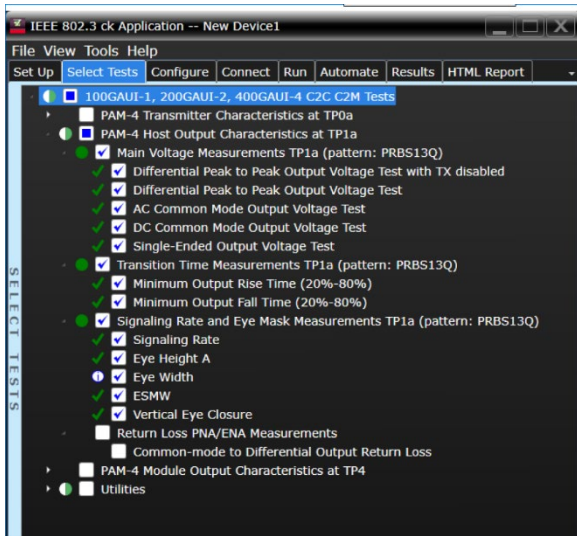 IEEE 802.3 ck Application -- New Device1
File View Tools Help
Set Up Select Tests Configure Connect Run Automate Results HTML Report
100GAUI-1, 200GAUI-2, 400GAUI-4 C2C C2M Tests
PAM-4 Transmitter Characteristics at TP0a
PAM-4 Host Output Characteristics at TP1a
Main Voltage Measurements TP1a (pattern: PRBS13Q)
Differential Peak to Peak Output Voltage Test with TX disabled
Differential Peak to Peak Output Voltage Test
AC Common Mode Output Voltage Test
DC Common Mode Output Voltage Test
Single-Ended Output Voltage Test
Transition Time Measurements TP1a (pattern: PRBS13Q)
Minimum Output Rise Time (20%-80%)
Minimum Output Fall Time (20%-80%)
Signaling Rate and Eye Mask Measurements TP1a (pattern: PRBS13Q)
Signaling Rate
Eye Height A
Eye Width
ESMW
Vertical Eye Closure
Return Loss PNA/ENA Measurements
Common-mode to Differential Output Return Loss
PAM-4 Module Output Characteristics at TP4
Utilities
SELECT TESTS